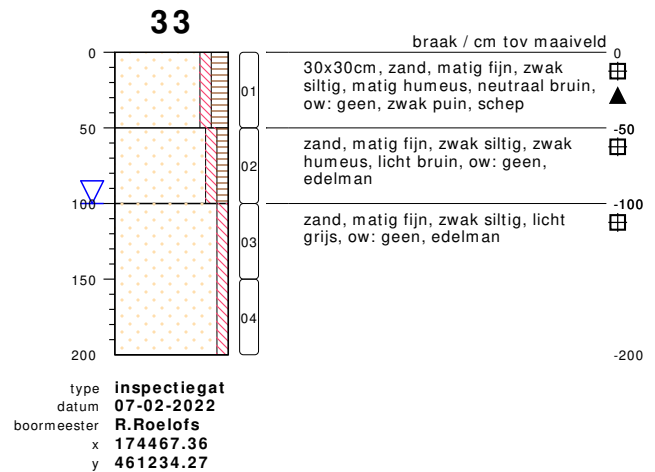 33
braak / cm tov maaiveld
0
0
30x30cm, zand, matig fijn, zwak
siltig, matig humeus, neutraal bruin,
ow: geen, zwak puin, schep
01
50
-50
zand, matig fijn, zwak siltig, zwak
humeus, licht bruin, ow: geen,
edelman
02
100
-100
zand, matig fijn, zwak siltig, licht
grijs, ow: geen, edelman
03
150
04
200
-200
type inspectiegat
datum 07-02-2022
boormeester R.Roelofs
x 174467.36
y 461234.27